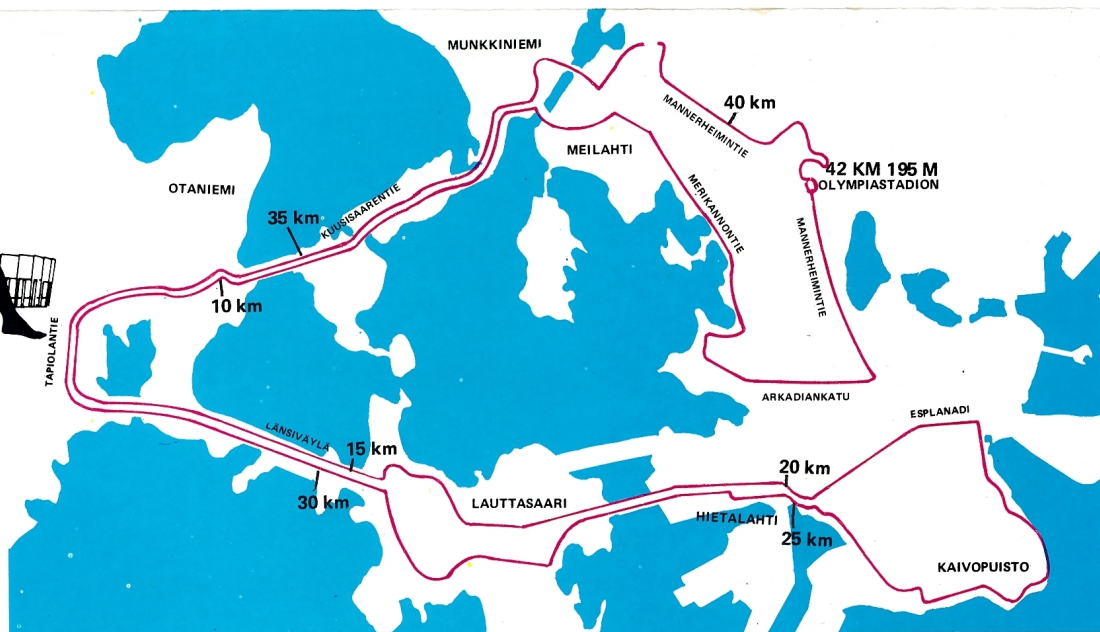 MUNKKINIEMI
40 km
MANNERHEIMINTIE
MEILAHTI
42 KM 195 M
OLYMPIASTADION
OTANIEMI
KUUSISAARENTIE
35 km
MERIKANNONTIE
MANNERHEIMINTIE
10 km
TAPIOLANTIE
ARKADIANKATU
ESPLANADI
LÄNSIVÄYLÄ
15 km
20 km
30 km
LAUTTASAARI
HIETALAHTI
25 km
KAIVOPUISTO